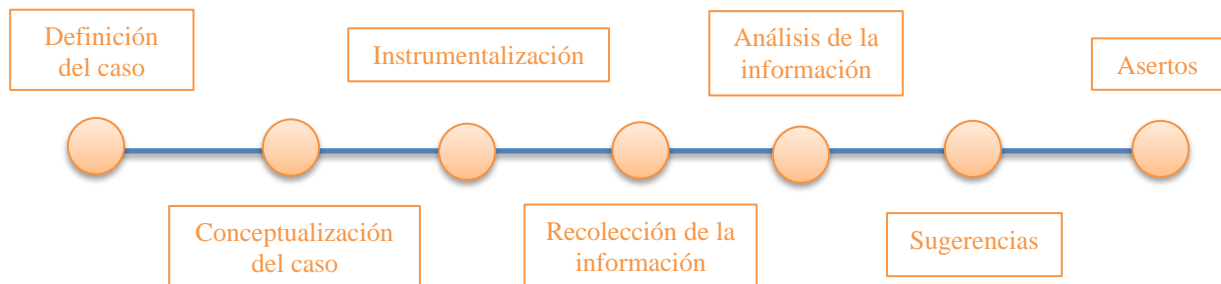 Definición
del caso
Conceptualización
del caso
Instrumentalización
Recolección de la
información
Análisis de la
información
Sugerencias
Asertos